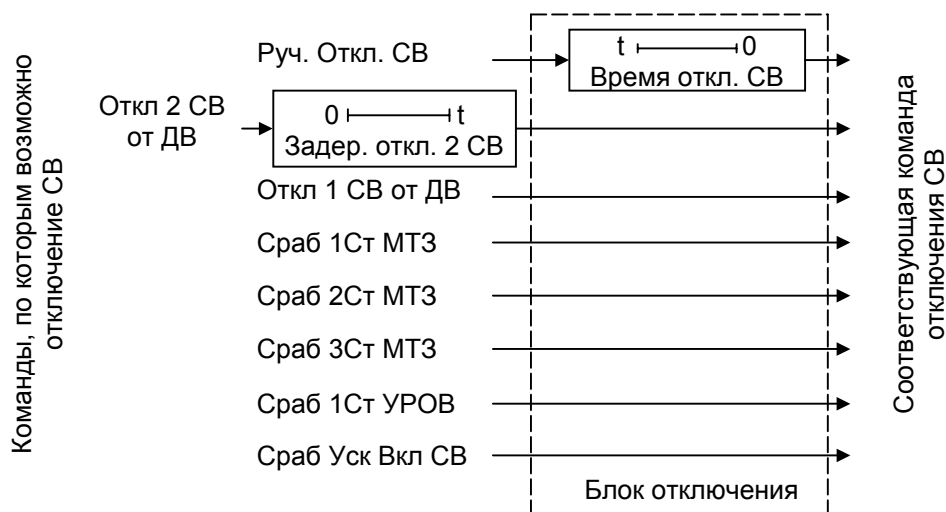 Команды, по которым возможно
отключение СВ
Руч. Откл. СВ
t 0
Время откл. СВ
Откл 2 СВ
от ДВ
0 t
Задер. откл. 2 СВ
Откл 1 СВ от ДВ
Сраб 1Ст МТЗ
Сраб 2Ст МТЗ
Сраб 3Ст МТЗ
Сраб 1Ст УРОВ
Сраб Уск Вкл СВ
Блок отключения
Соответствующая команда
отключения СВ